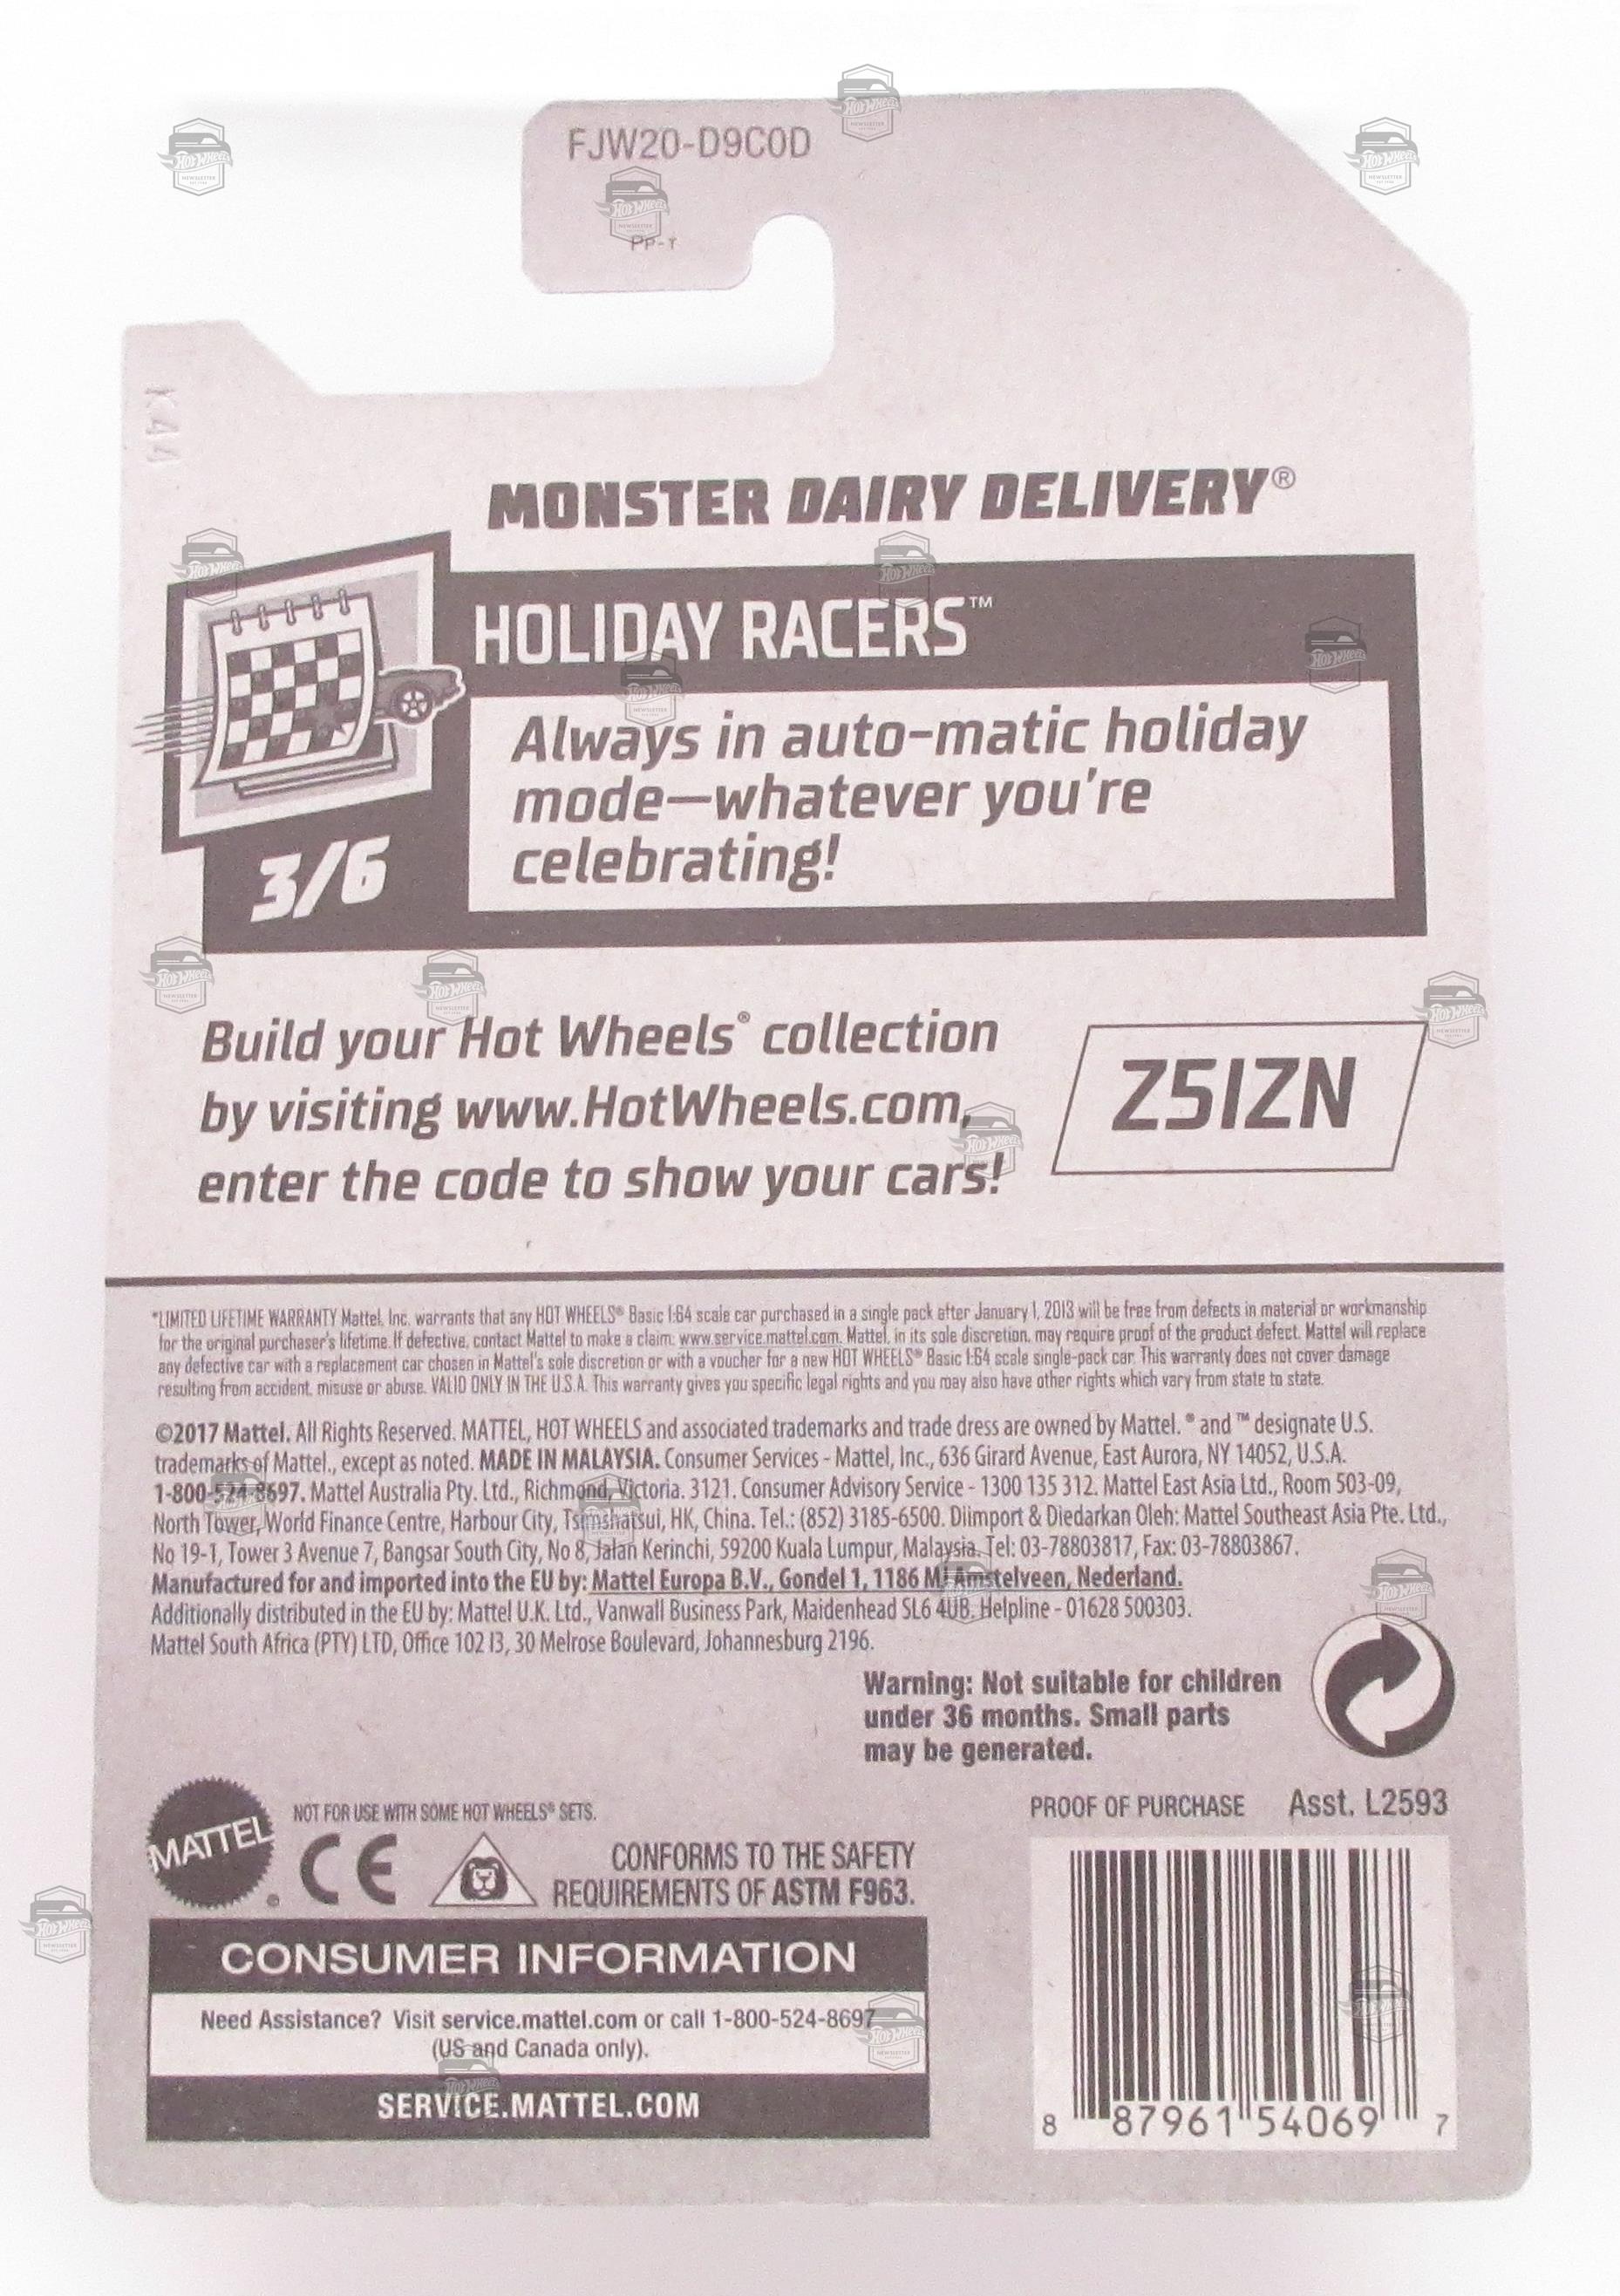 FJW20-D9C0D
PP-Y
K44
MONSTER DAIRY DELIVERY®
HOLIDAY RACERS™
Always in auto-matic holiday
mode—whatever you're
celebrating!
3/6
Build your Hot Wheels® collection
by visiting www.HotWheels.com,
enter the code to show your cars!
Z5IZN
*LIMITED LIFETIME WARRANTY Mattel, Inc. warrants that any HOT WHEELS® Basic 1:64 scale car purchased in a single pack after January 1, 2013 will be free from defects in material or workmanship
for the original purchaser's lifetime. If defective, contact Mattel to make a claim: www.service.mattel.com. Mattel, in its sole discretion, may require proof of the product defect. Mattel will replace
any defective car with a replacement car chosen in Mattel's sole discretion or with a voucher for a new HOT WHEELS® Basic 1:64 scale single-pack car. This warranty does not cover damage
resulting from accident, misuse or abuse. VALID ONLY IN THE U.S.A. This warranty gives you specific legal rights and you may also have other rights which vary from state to state.
©2017 Mattel. All Rights Reserved. MATTEL, HOT WHEELS and associated trademarks and trade dress are owned by Mattel. ® and ™ designate U.S.
trademarks of Mattel., except as noted. MADE IN MALAYSIA. Consumer Services - Mattel, Inc., 636 Girard Avenue, East Aurora, NY 14052, U.S.A.
1-800-524-8697. Mattel Australia Pty. Ltd., Richmond, Victoria. 3121. Consumer Advisory Service - 1300 135 312. Mattel East Asia Ltd., Room 503-09,
North Tower, World Finance Centre, Harbour City, Tsimshatsui, HK, China. Tel.: (852) 3185-6500. Diimport & Diedarkan Oleh: Mattel Southeast Asia Pte. Ltd.,
No 19-1, Tower 3 Avenue 7, Bangsar South City, No 8, Jalan Kerinchi, 59200 Kuala Lumpur, Malaysia. Tel: 03-78803817, Fax: 03-78803867.
Manufactured for and imported into the EU by: Mattel Europa B.V., Gondel 1, 1186 MJ Amstelveen, Nederland.
Additionally distributed in the EU by: Mattel U.K. Ltd., Vanwall Business Park, Maidenhead SL6 4UB. Helpline - 01628 500303.
Mattel South Africa (PTY) LTD, Office 102 I3, 30 Melrose Boulevard, Johannesburg 2196.
Warning: Not suitable for children
under 36 months. Small parts
may be generated.
MATTEL®
NOT FOR USE WITH SOME HOT WHEELS® SETS.
CE
CONFORMS TO THE SAFETY
REQUIREMENTS OF ASTM F963.
PROOF OF PURCHASE Asst. L2593
CONSUMER INFORMATION
Need Assistance? Visit service.mattel.com or call 1-800-524-8697
(US and Canada only).
SERVICE.MATTEL.COM
8 87961 54069 7